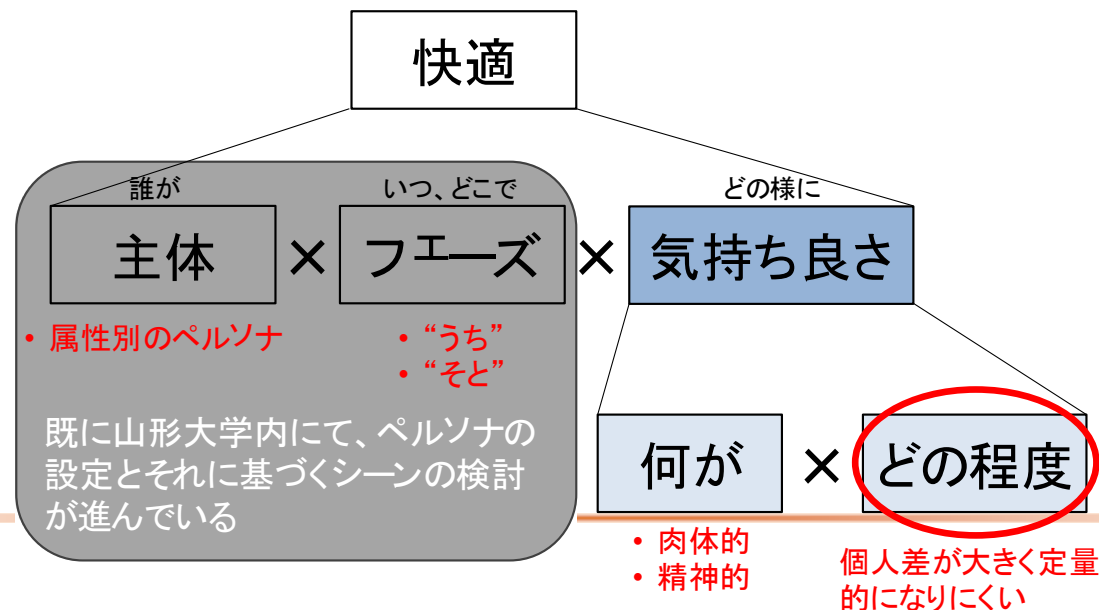 快適
誰が
いつ、どこで
どの様に
主体
×
フェーズ
×
気持ち良さ
• 属性別のペルソナ
• “うち”
• “そと”
既に山形大学内にて、ペルソナの
設定とそれに基づくシーンの検討
が進んでいる
何が
×
どの程度
• 肉体的
• 精神的
個人差が大きく定量
的になりにくい